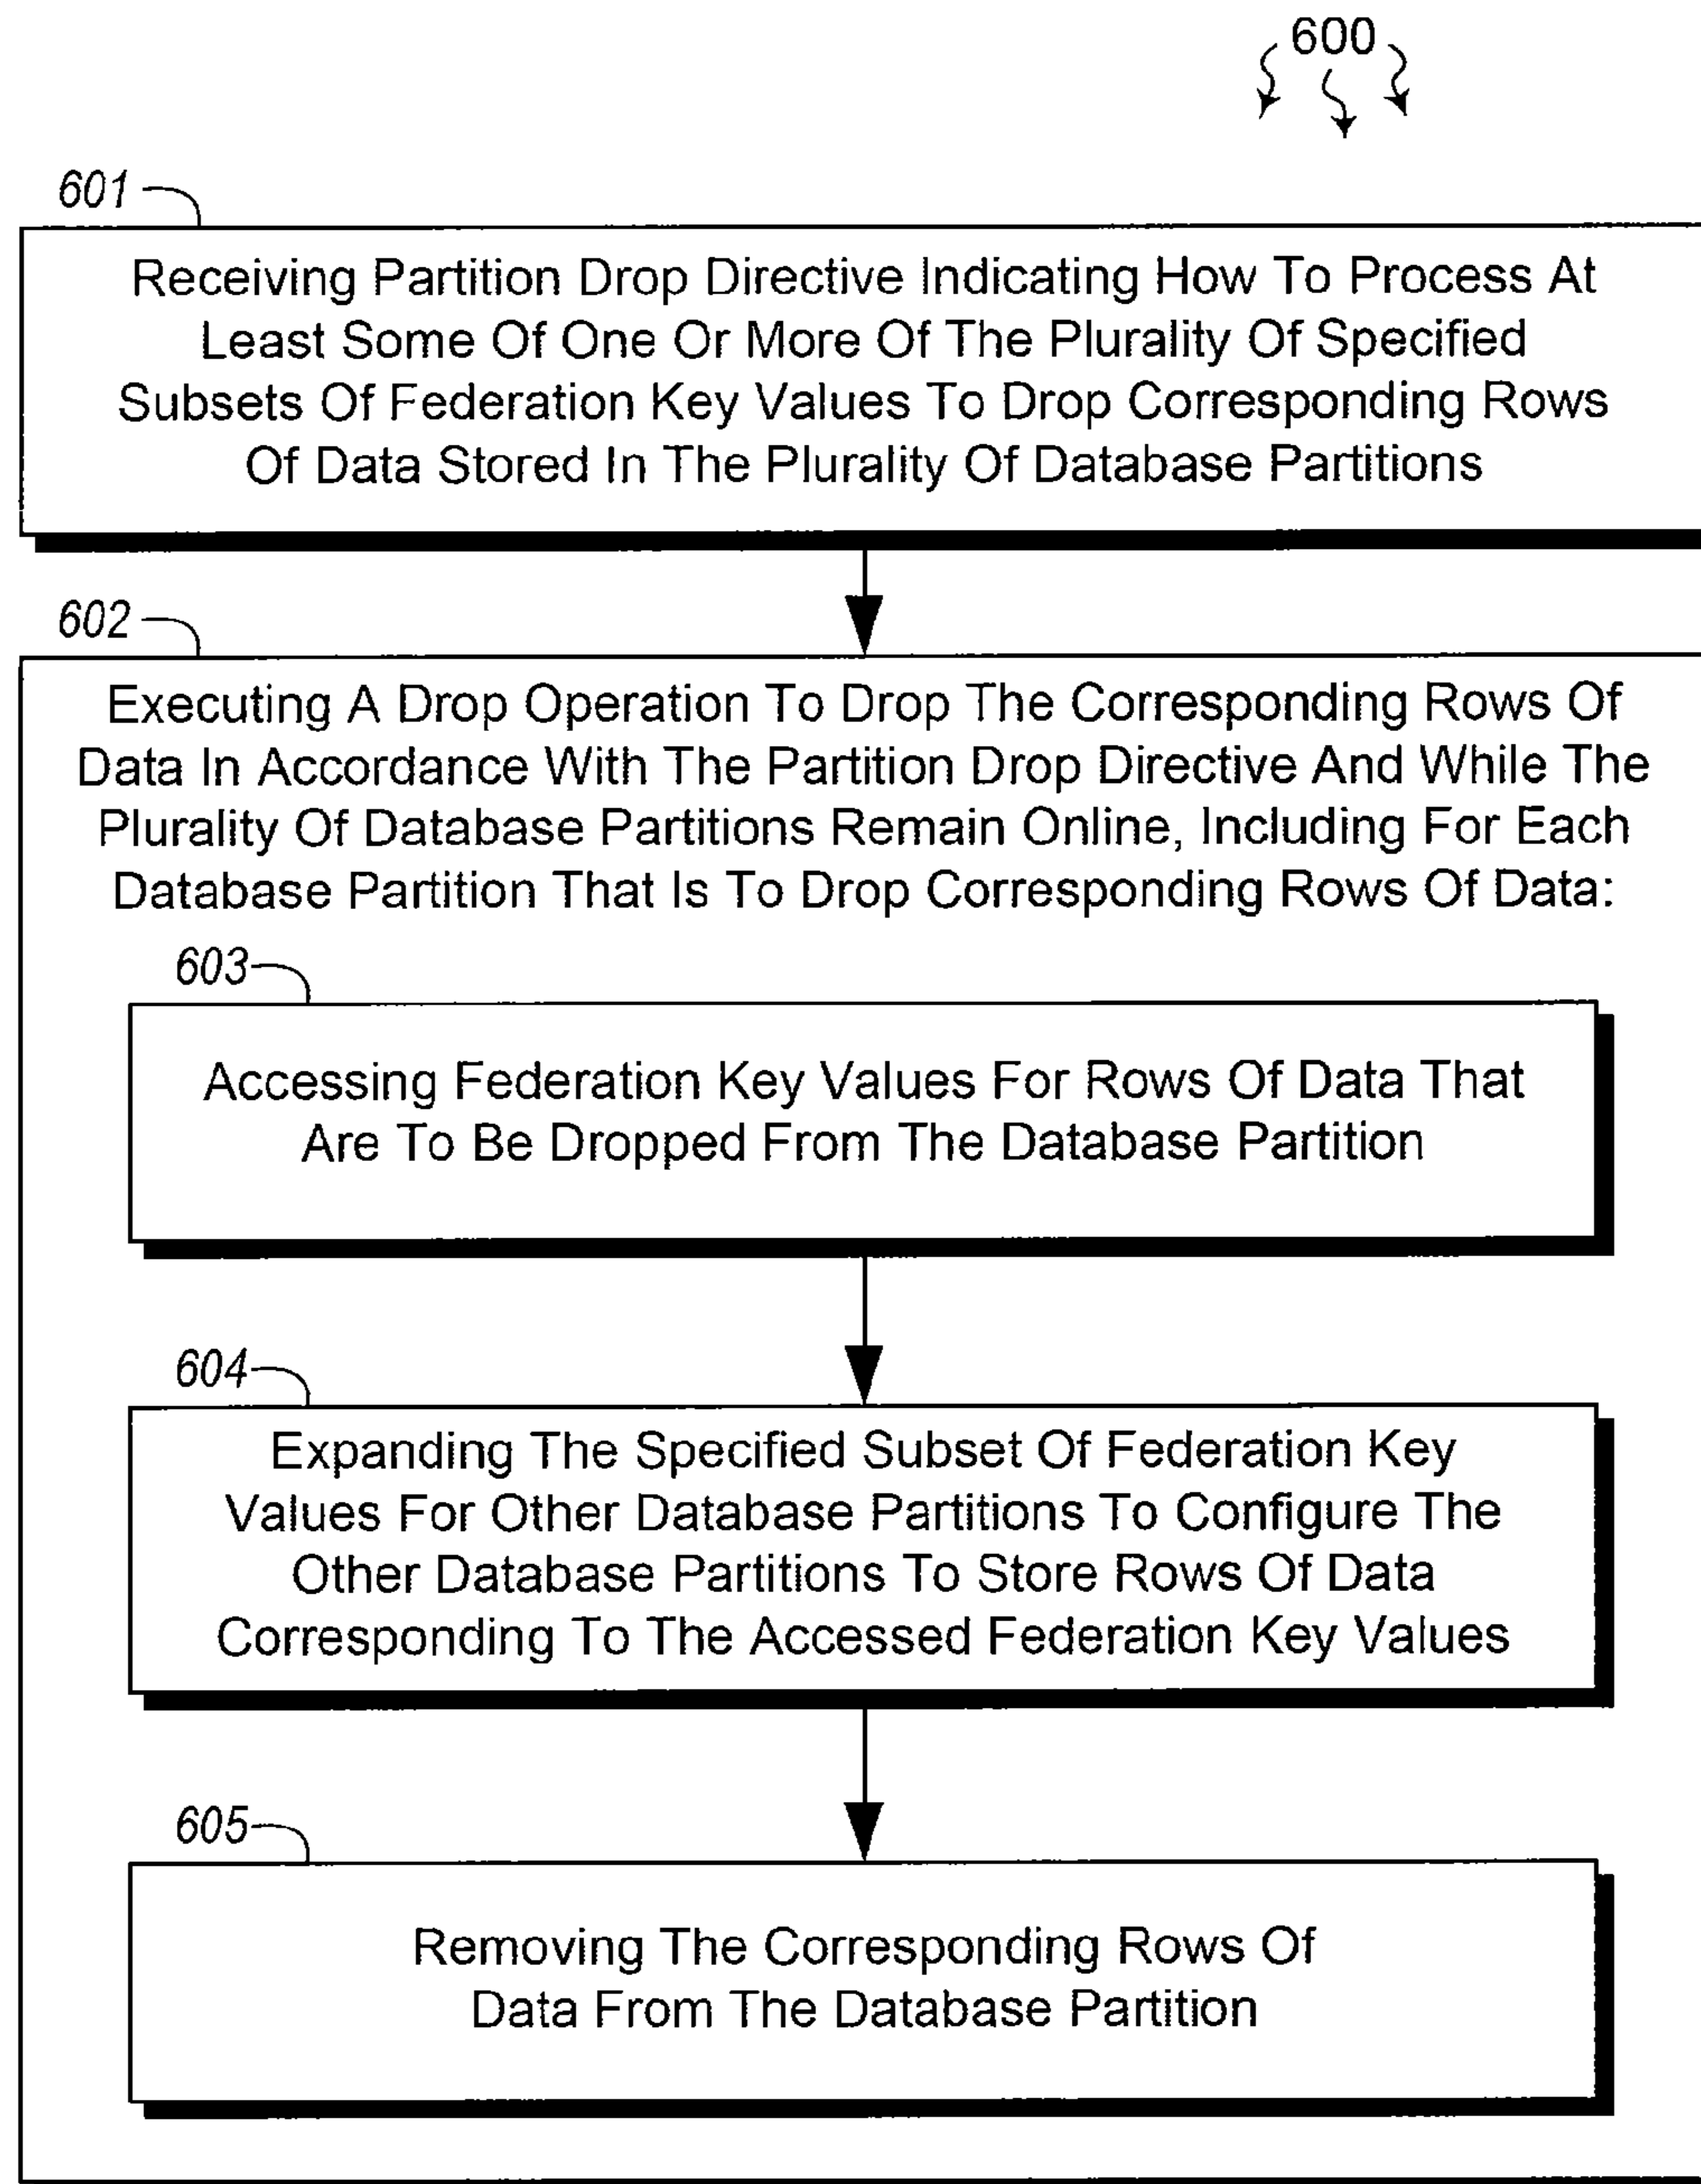 600
601
Receiving Partition Drop Directive Indicating How To Process At
Least Some Of One Or More Of The Plurality Of Specified
Subsets Of Federation Key Values To Drop Corresponding Rows
Of Data Stored In The Plurality Of Database Partitions
602
Executing A Drop Operation To Drop The Corresponding Rows Of
Data In Accordance With The Partition Drop Directive And While The
Plurality Of Database Partitions Remain Online, Including For Each
Database Partition That Is To Drop Corresponding Rows Of Data:
603
Accessing Federation Key Values For Rows Of Data That
Are To Be Dropped From The Database Partition
604
Expanding The Specified Subset Of Federation Key
Values For Other Database Partitions To Configure The
Other Database Partitions To Store Rows Of Data
Corresponding To The Accessed Federation Key Values
605
Removing The Corresponding Rows Of
Data From The Database Partition